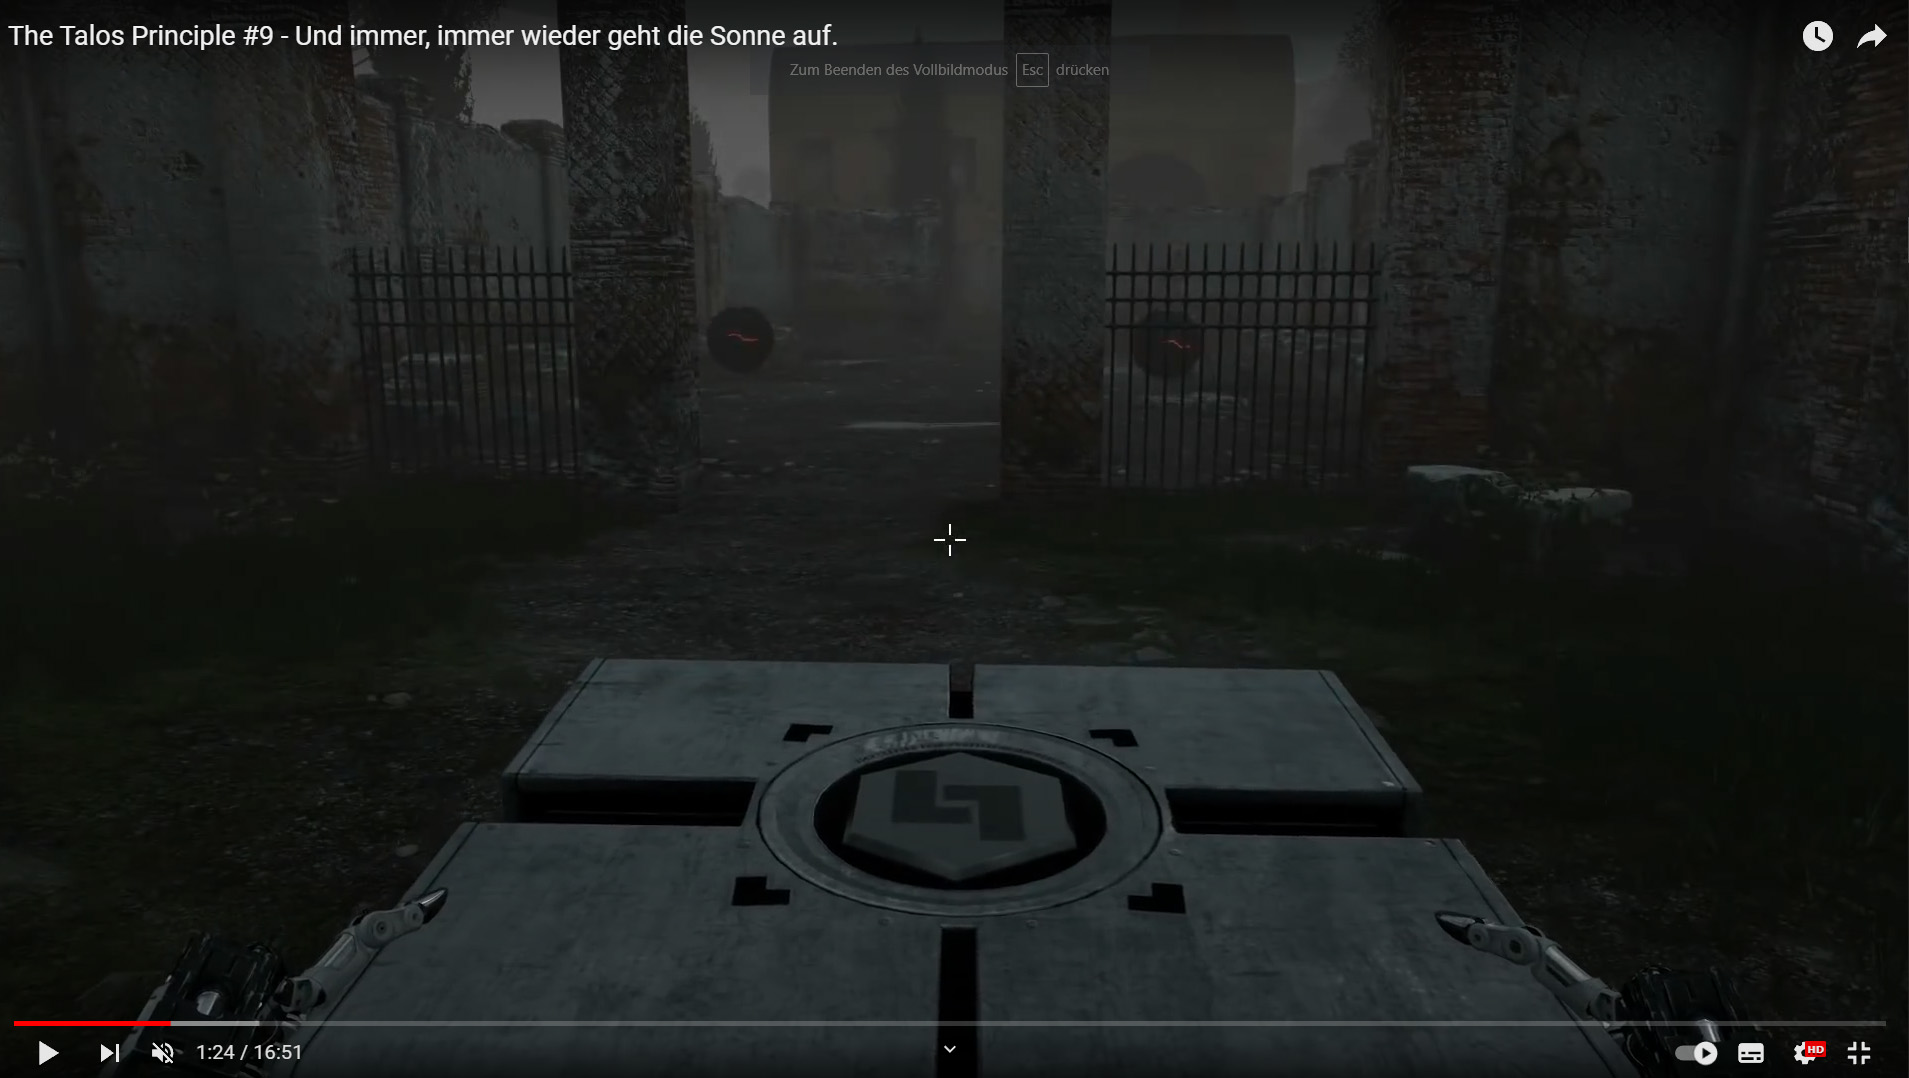 The Talos Principle #9 - Und immer, immer wieder geht die Sonne auf.
Zum Beenden des Vollbildmodus Esc drücken
1:24 / 16:51
HD